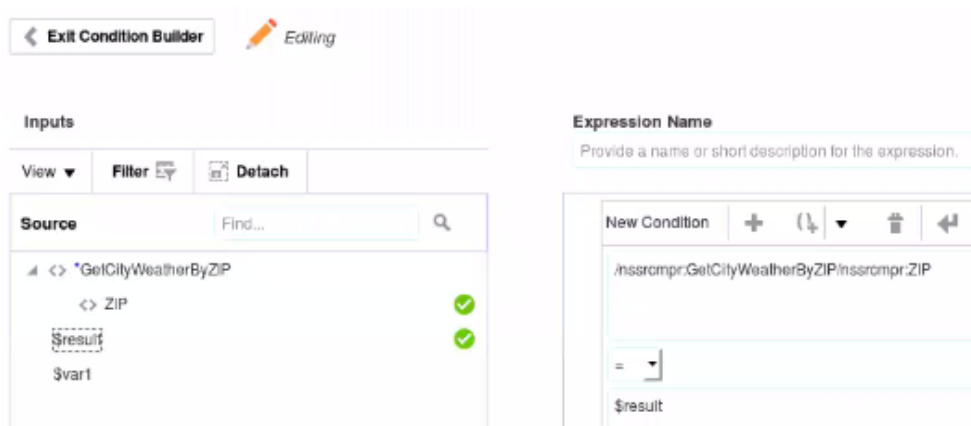 Exit Condition Builder
Editing
Inputs
Expression Name
Provide a name or short description for the expression.
View
Filter
Detach
Source
Find...
New Condition
*GetCityWeatherByZIP
<> ZIP
$result
$var1
/nssrcmpr:GetCityWeatherByZIP/nssrcmpr:ZIP
=
$result